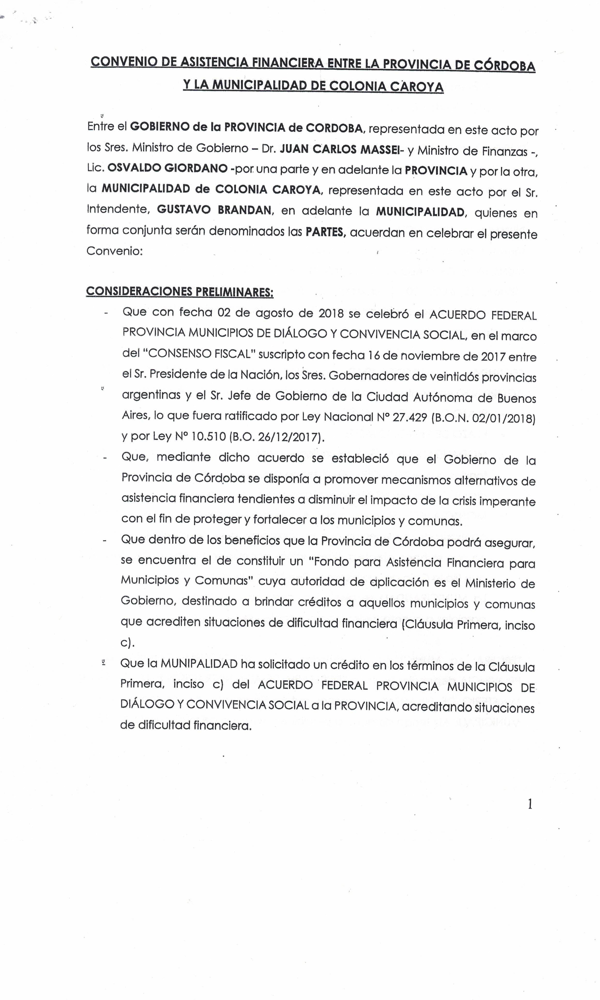 CONVENIO DE ASISTENCIA FINANCIERA ENTRE LA PROVINCIA DE CÓRDOBA
Y LA MUNICIPALIDAD DE COLONIA CAROYA
Entre el GOBIERNO de la PROVINCIA de CORDOBA, representada en este acto por
los Sres. Ministro de Gobierno – Dr. JUAN CARLOS MASSEI- y Ministro de Finanzas -,
Lic. OSVALDO GIORDANO -por una parte y en adelante la PROVINCIA y por la otra,
la MUNICIPALIDAD de COLONIA CAROYA, representada en este acto por el Sr.
Intendente, GUSTAVO BRANDAN, en adelante la MUNICIPALIDAD, quienes en
forma conjunta serán denominados las PARTES, acuerdan en celebrar el presente
Convenio:
CONSIDERACIONES PRELIMINARES:
- Que con fecha 02 de agosto de 2018 se celebró el ACUERDO FEDERAL
PROVINCIA MUNICIPIOS DE DIÁLOGO Y CONVIVENCIA SOCIAL, en el marco
del "CONSENSO FISCAL" suscripto con fecha 16 de noviembre de 2017 entre
el Sr. Presidente de la Nación, los Sres. Gobernadores de veintidós provincias
argentinas y el Sr. Jefe de Gobierno de la Ciudad Autónoma de Buenos
Aires, lo que fuera ratificado por Ley Nacional Nº 27.429 (B.O.N. 02/01/2018)
y por Ley Nº 10.510 (B.O. 26/12/2017).
- Que, mediante dicho acuerdo se estableció que el Gobierno de la
Provincia de Córdoba se disponía a promover mecanismos alternativos de
asistencia financiera tendientes a disminuir el impacto de la crisis imperante
con el fin de proteger y fortalecer a los municipios y comunas.
- Que dentro de los beneficios que la Provincia de Córdoba podrá asegurar,
se encuentra el de constituir un "Fondo para Asistencia Financiera para
Municipios y Comunas" cuya autoridad de aplicación es el Ministerio de
Gobierno, destinado a brindar créditos a aquellos municipios y comunas
que acrediten situaciones de dificultad financiera (Cláusula Primera, inciso
c).
- Que la MUNIPALIDAD ha solicitado un crédito en los términos de la Cláusula
Primera, inciso c) del ACUERDO FEDERAL PROVINCIA MUNICIPIOS DE
DIÁLOGO Y CONVIVENCIA SOCIAL a la PROVINCIA, acreditando situaciones
de dificultad financiera.
1